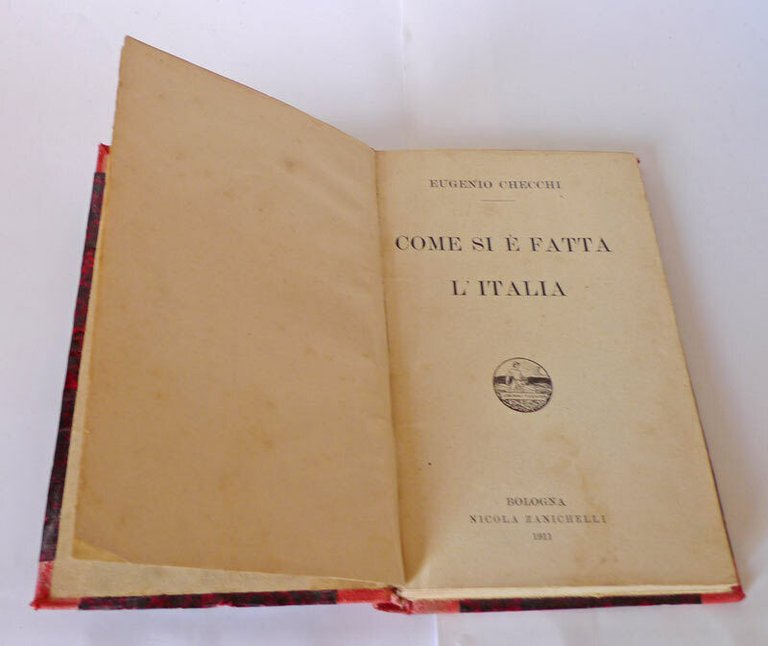 EUGENIO CHECCHI
COME SI È FATTA
L'ITALIA
BOLOGNA
NICOLA ZANICHELLI
1911